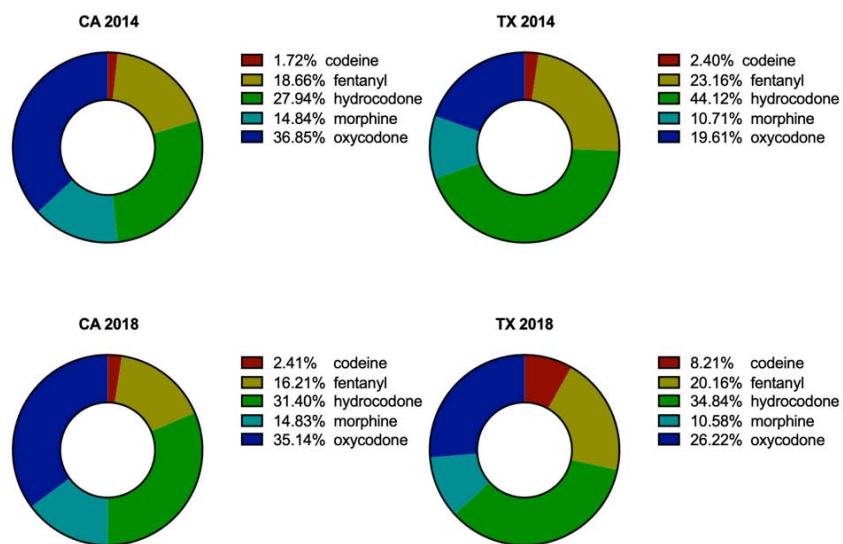 CA 2014
1.72% codeine
18.66% fentanyl
27.94% hydrocodone
14.84% morphine
36.85% oxycodone
TX 2014
2.40% codeine
23.16% fentanyl
44.12% hydrocodone
10.71% morphine
19.61% oxycodone
CA 2018
2.41% codeine
16.21% fentanyl
31.40% hydrocodone
14.83% morphine
35.14% oxycodone
TX 2018
8.21% codeine
20.16% fentanyl
34.84% hydrocodone
10.58% morphine
26.22% oxycodone